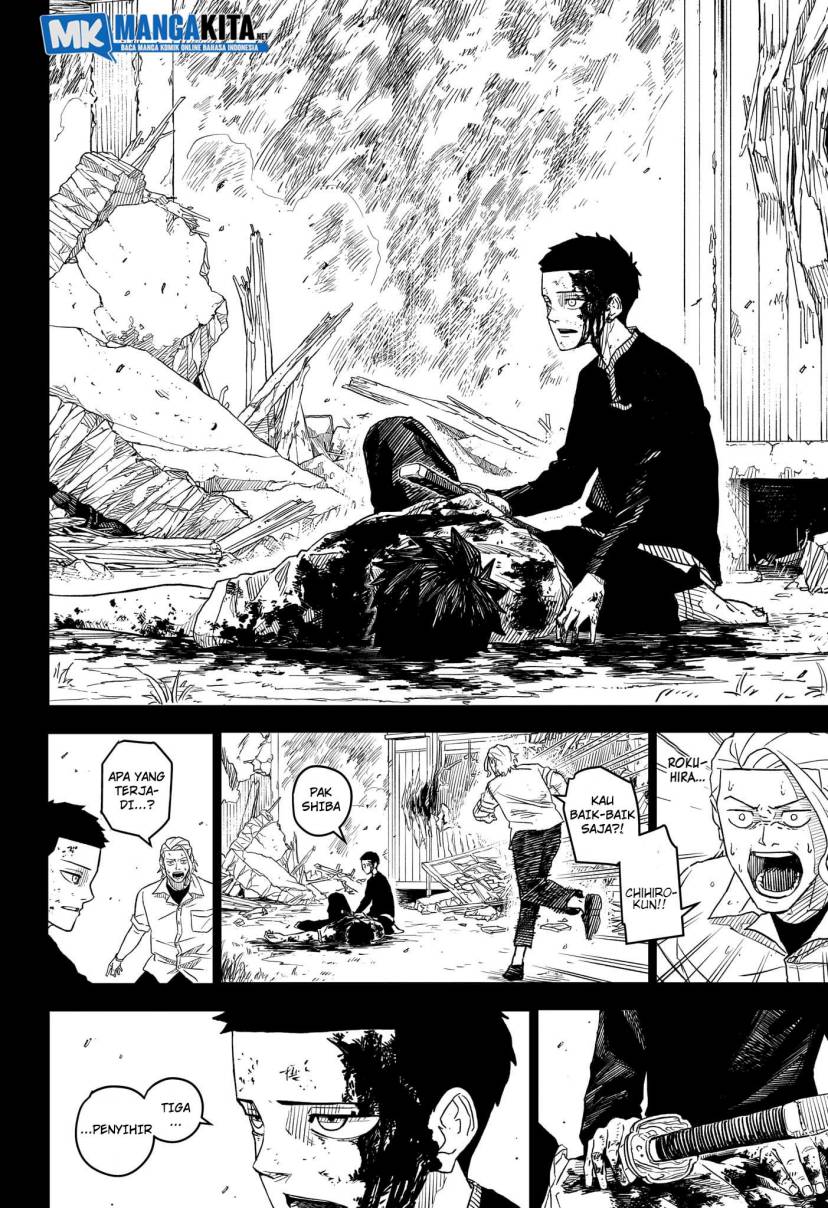 MK MANGAKITA.NET
BACA MANGA KOMIK ONLINE BAHASA INDONESIA
ROKU-
HIRA...
KAU
BAIK-BAIK
SAJA?!
CHIHIRO-
KUN!!
PAK
SHIBA
APA YANG
TERJA-
DI...?
TIGA
...
...PENYIHIR